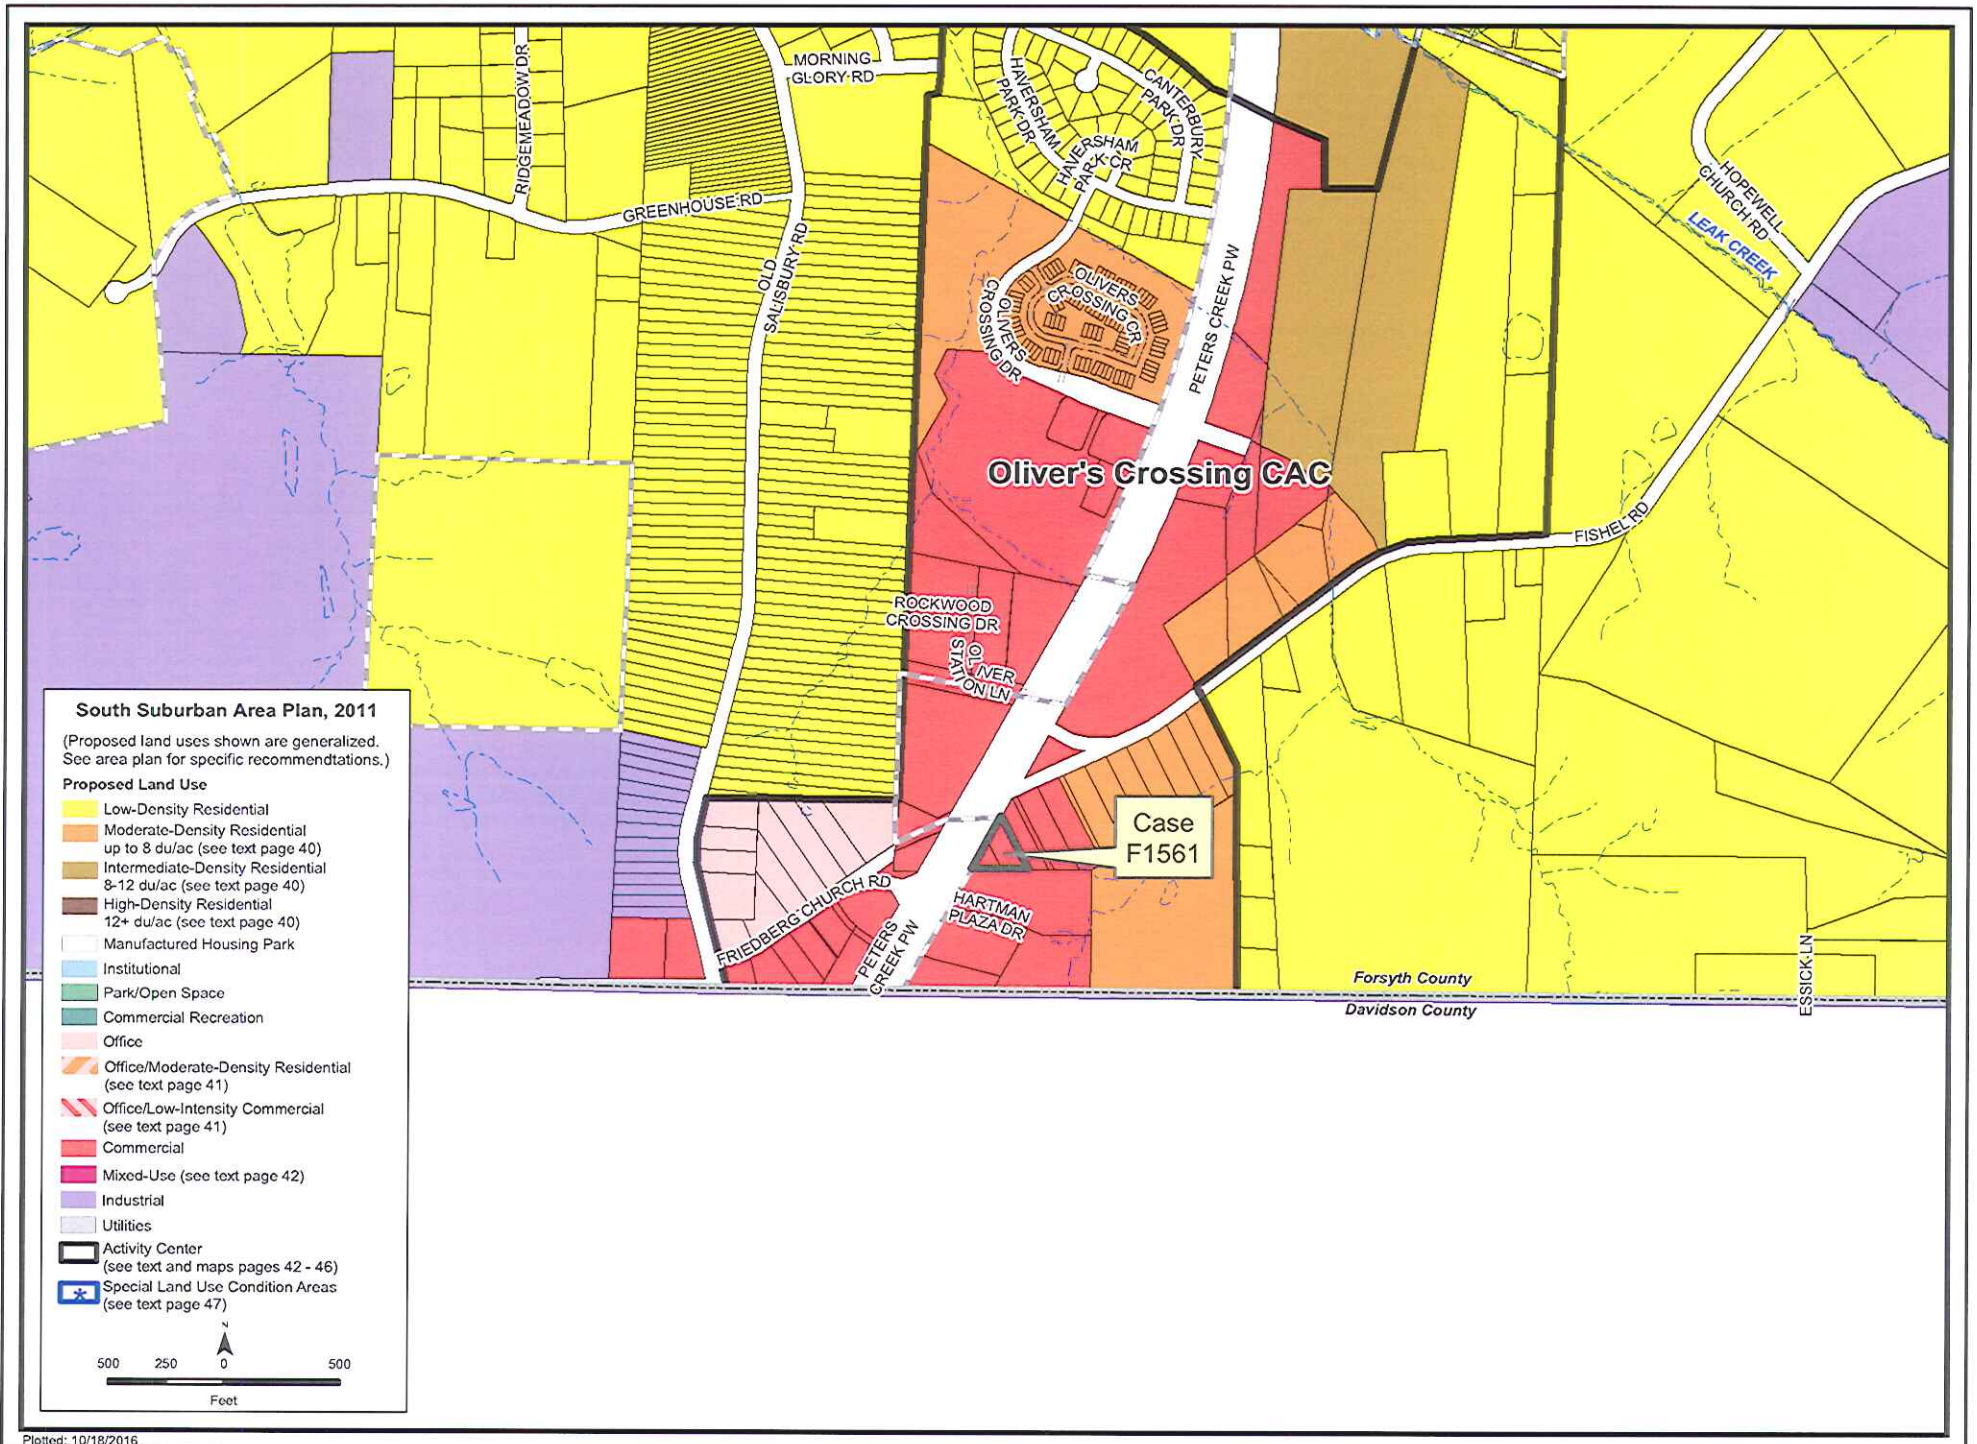 MORNING
GLORY RD
RIDGEMEADOW DR
HAVERSHAM
PARK DR
CANTERBURY
PARK DR
HAVERSHAM
PARK CR
GREENHOUSE RD
OLD
SALISBURY RD
HOPEWELL
CHURCH RD
LEAK CREEK
OLIVERS
CROSSING CR
OLIVERS
CROSSING DR
PETERS CREEK PW
Oliver's Crossing CAC
FISHEL RD
ROCKWOOD
CROSSING DR
OLIVER
STATION LN
Case
F1561
FRIEDBERG CHURCH RD
HARTMAN
PLAZA DR
PETERS
CREEK PW
ESSICK LN
Forsyth County
Davidson County
South Suburban Area Plan, 2011
(Proposed land uses shown are generalized.
See area plan for specific recommendtations.)
Proposed Land Use
Low-Density Residential
Moderate-Density Residential
up to 8 du/ac (see text page 40)
Intermediate-Density Residential
8-12 du/ac (see text page 40)
High-Density Residential
12+ du/ac (see text page 40)
Manufactured Housing Park
Institutional
Park/Open Space
Commercial Recreation
Office
Office/Moderate-Density Residential
(see text page 41)
Office/Low-Intensity Commercial
(see text page 41)
Commercial
Mixed-Use (see text page 42)
Industrial
Utilities
Activity Center
(see text and maps pages 42 - 46)
*
Special Land Use Condition Areas
(see text page 47)
N
500 250 0 500
Feet
Plotted: 10/18/2016